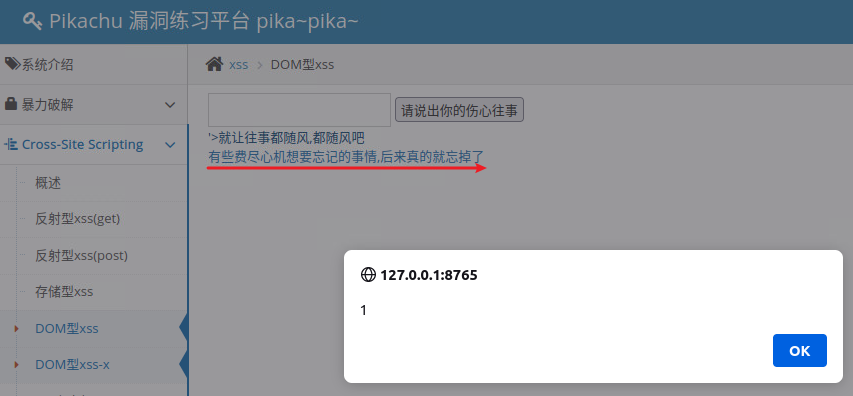 Pikachu 漏洞练习平台 pika~pika~
系统介绍
暴力破解
Cross-Site Scripting
概述
反射型xss(get)
反射型xss(post)
存储型xss
DOM型xss
DOM型xss-x
xss > DOM型xss
请说出你的伤心往事
'>就让往事都随风,都随风吧
有些费尽心机想要忘记的事情,后来真的就忘掉了
127.0.0.1:8765
1
OK